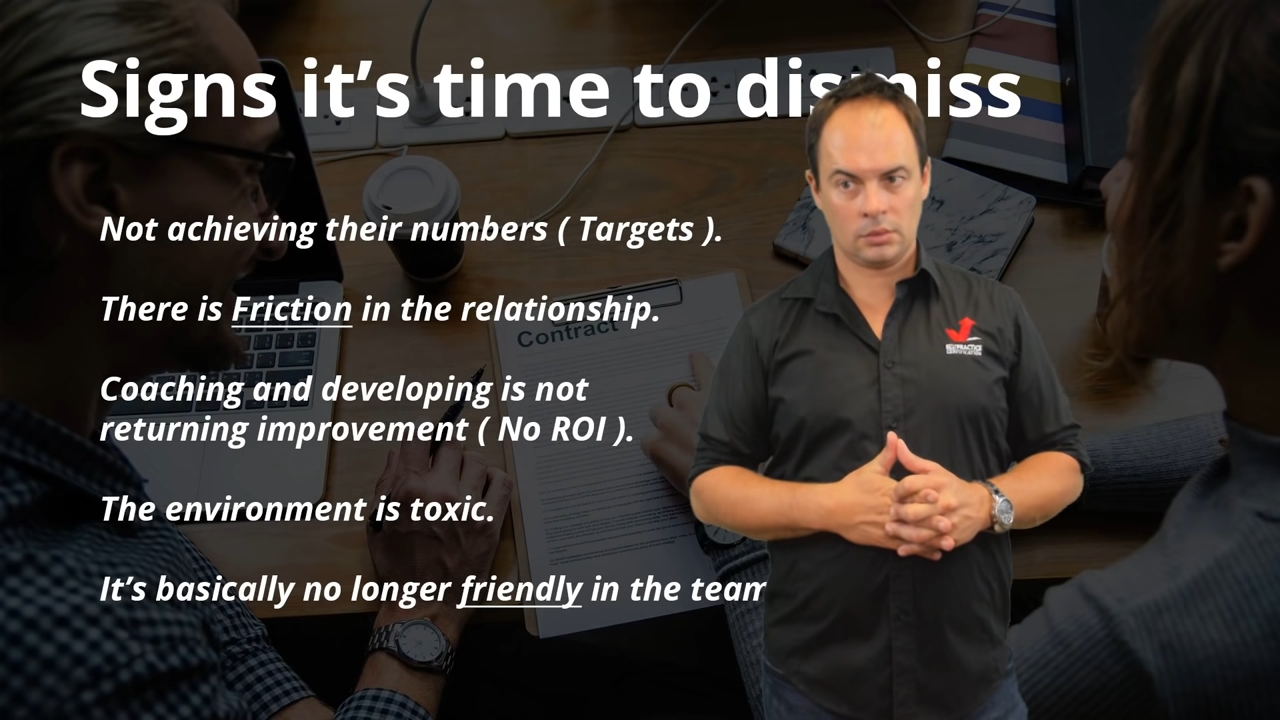 Signs it’s time to dismiss
Not achieving their numbers ( Targets ).
There is Friction in the relationship.
Contract
Coaching and developing is not
returning improvement ( No ROI ).
The environment is toxic.
It’s basically no longer friendly in the team